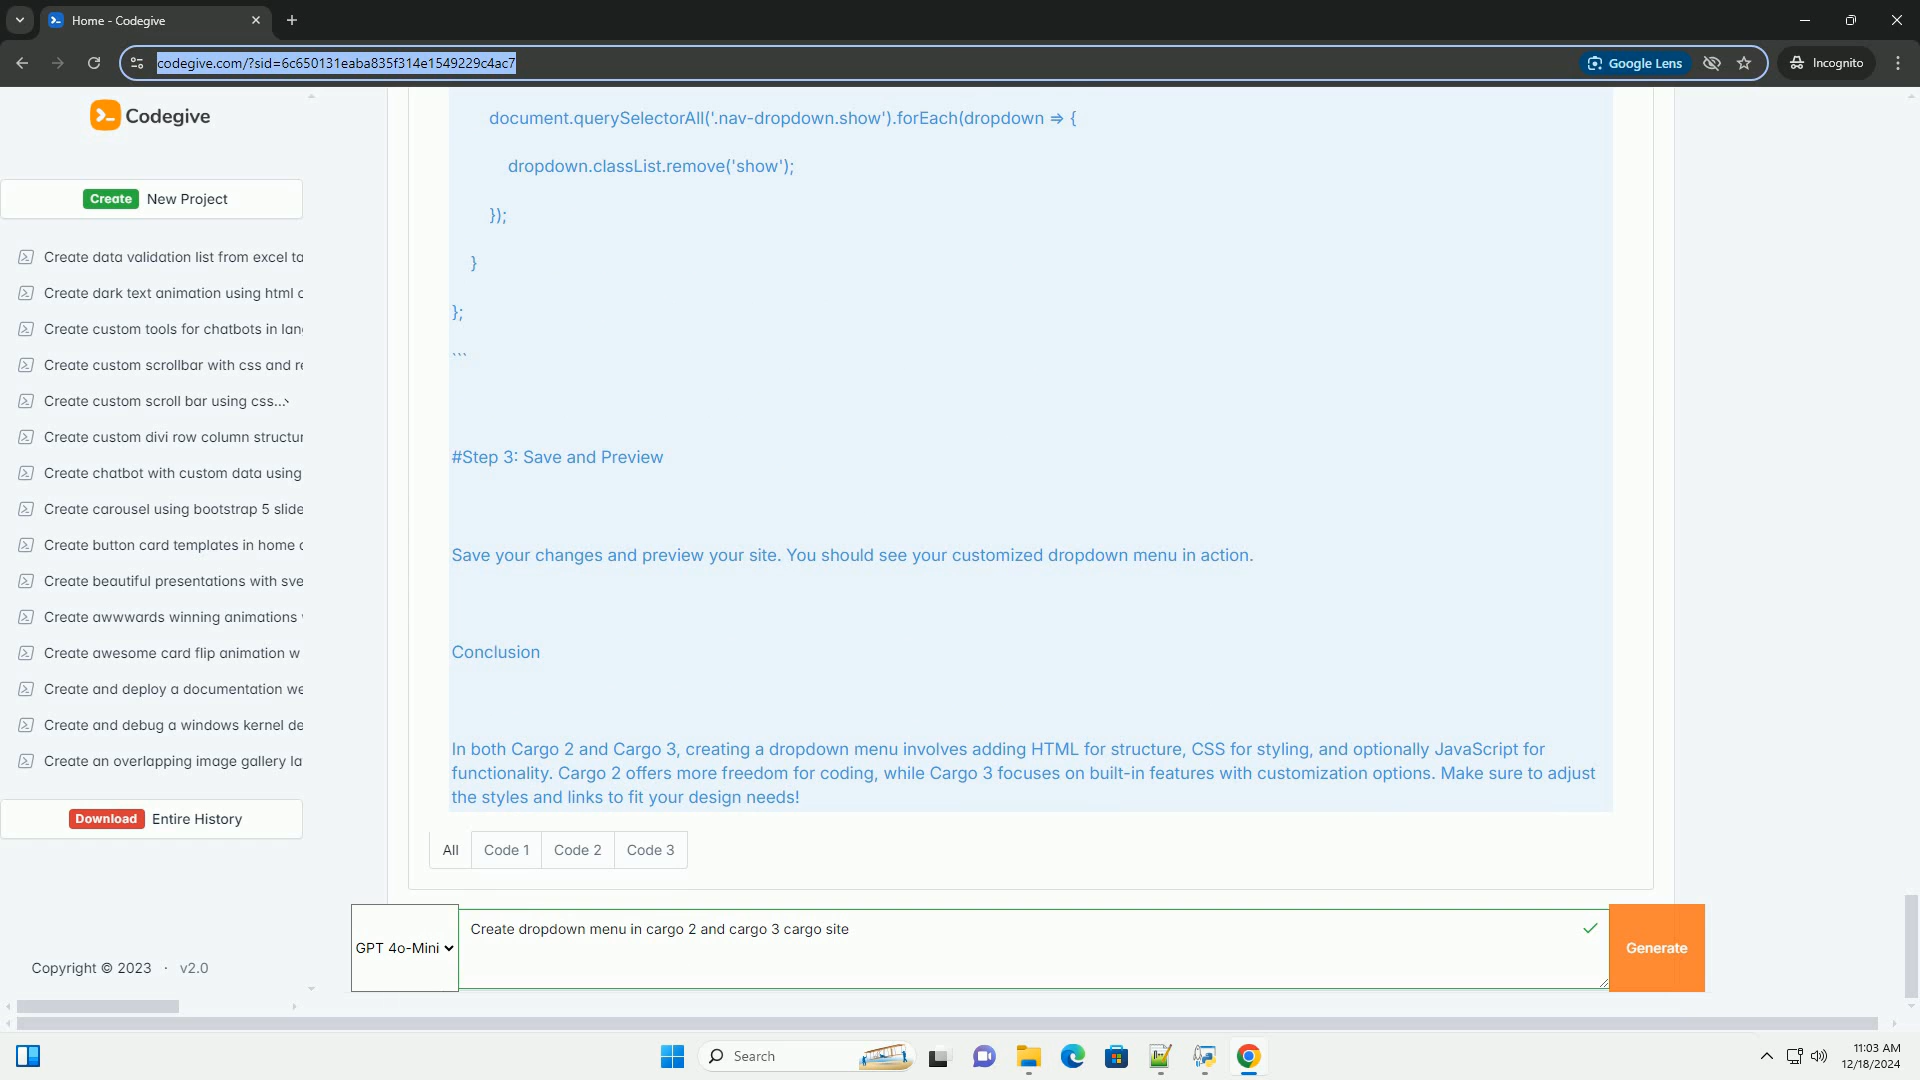 Home - Codegive
codegive.com/?sid=6c650131eaba835f314e1549229c4ac7
Google Lens
Incognito
Codegive
Create New Project
Create data validation list from excel ta
Create dark text animation using html c
Create custom tools for chatbots in lan
Create custom scrollbar with css and re
Create custom scroll bar using css...
Create custom divi row column structur
Create chatbot with custom data using
Create carousel using bootstrap 5 slide
Create button card templates in home c
Create beautiful presentations with sve
Create awwwards winning animations
Create awesome card flip animation w
Create and deploy a documentation we
Create and debug a windows kernel de
Create an overlapping image gallery la
Download Entire History
Copyright © 2023 · v2.0
document.querySelectorAll('.nav-dropdown.show').forEach(dropdown => {
dropdown.classList.remove('show');
});
}
};
```
#Step 3: Save and Preview
Save your changes and preview your site. You should see your customized dropdown menu in action.
Conclusion
In both Cargo 2 and Cargo 3, creating a dropdown menu involves adding HTML for structure, CSS for styling, and optionally JavaScript for
functionality. Cargo 2 offers more freedom for coding, while Cargo 3 focuses on built-in features with customization options. Make sure to adjust
the styles and links to fit your design needs!
All Code 1 Code 2 Code 3
GPT 4o-Mini
Create dropdown menu in cargo 2 and cargo 3 cargo site
Generate
Search
11:03 AM
12/18/2024